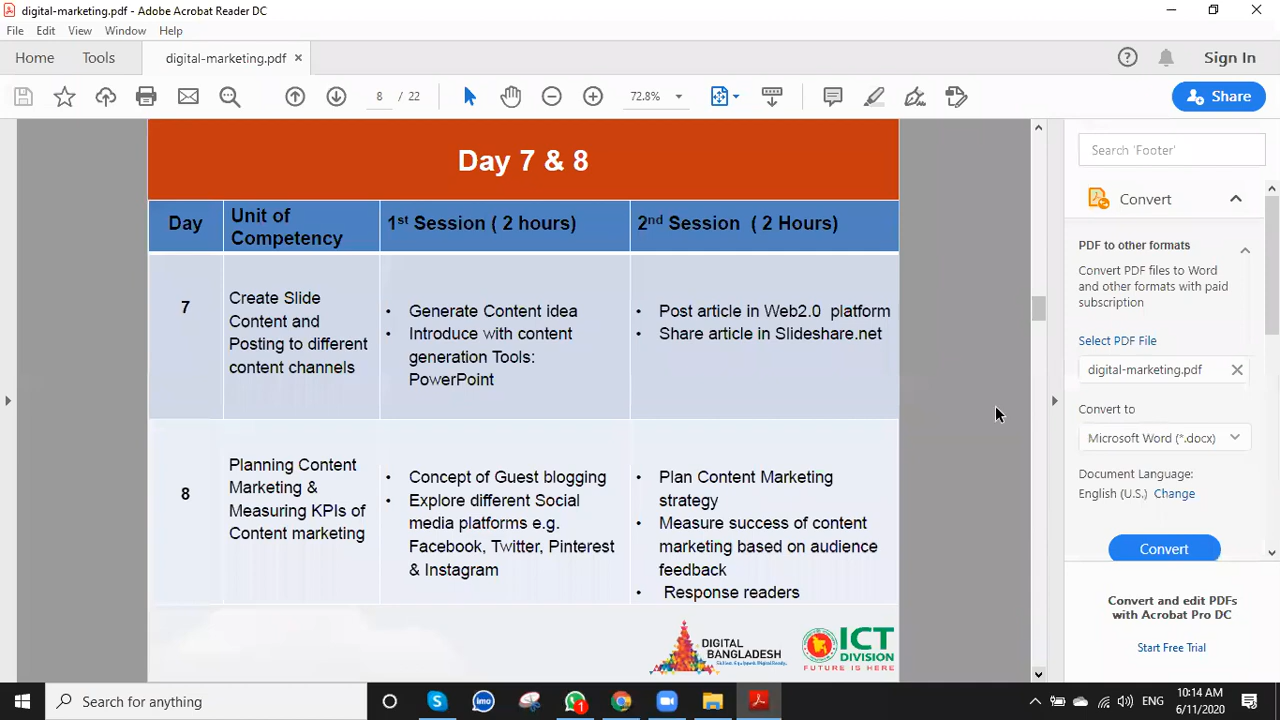 digital-marketing.pdf - Adobe Acrobat Reader DC
File Edit View Window Help
Home Tools digital-marketing.pdf ×
Sign In
8 / 22
72.8%
Share
Day 7 & 8
Day
Unit of
Competency
1st Session ( 2 hours)
2nd Session ( 2 Hours)
7
Create Slide
Content and
Posting to different
content channels
• Generate Content idea
• Introduce with content
generation Tools:
PowerPoint
• Post article in Web2.0 platform
• Share article in Slideshare.net
8
Planning Content
Marketing &
Measuring KPIs of
Content marketing
• Concept of Guest blogging
• Explore different Social
media platforms e.g.
Facebook, Twitter, Pinterest
& Instagram
• Plan Content Marketing
strategy
• Measure success of content
marketing based on audience
feedback
• Response readers
DIGITAL
BANGLADESH
ICT
DIVISION
FUTURE IS HERE
Search 'Footer'
Convert
PDF to other formats
Convert PDF files to Word
and other formats with paid
subscription
Select PDF File
digital-marketing.pdf
Convert to
Microsoft Word (*.docx)
Document Language:
English (U.S.) Change
Convert
Convert and edit PDFs
with Acrobat Pro DC
Start Free Trial
Search for anything
imo
1
ENG
10:14 AM
6/11/2020